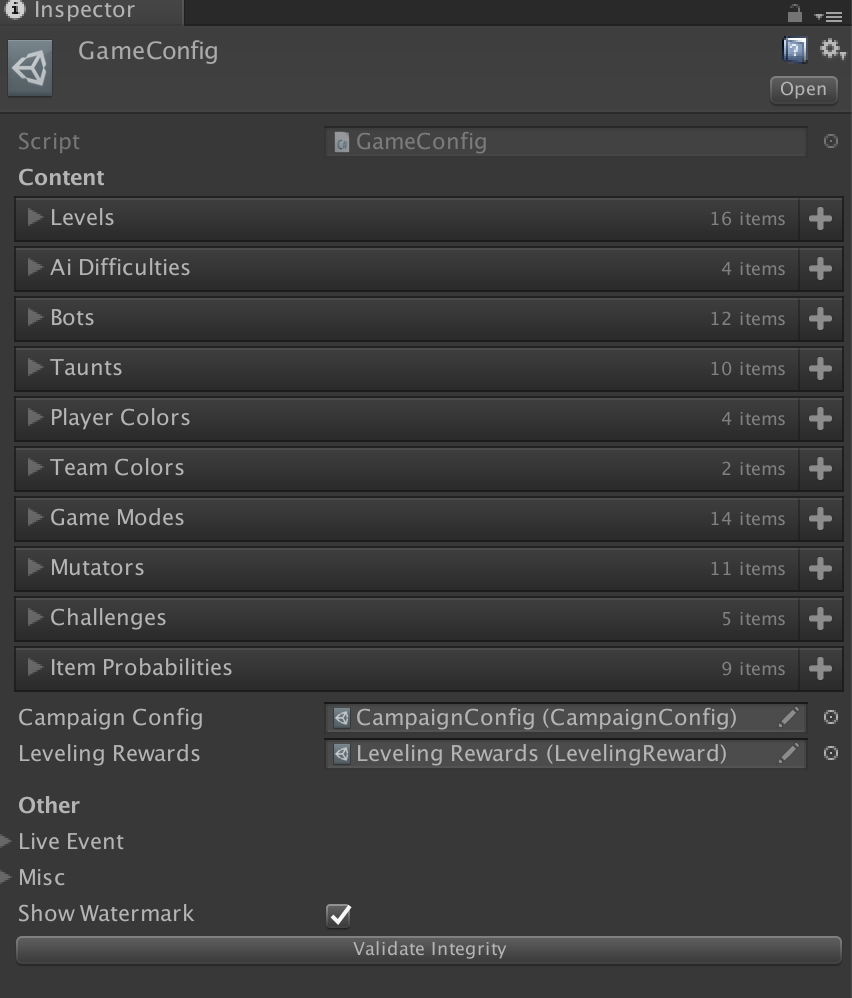 Inspector
GameConfig
Open
Script GameConfig
Content
Levels 16 items
Ai Difficulties 4 items
Bots 12 items
Taunts 10 items
Player Colors 4 items
Team Colors 2 items
Game Modes 14 items
Mutators 11 items
Challenges 5 items
Item Probabilities 9 items
Campaign Config CampaignConfig (CampaignConfig)
Leveling Rewards Leveling Rewards (LevelingReward)
Other
Live Event
Misc
Show Watermark
Validate Integrity